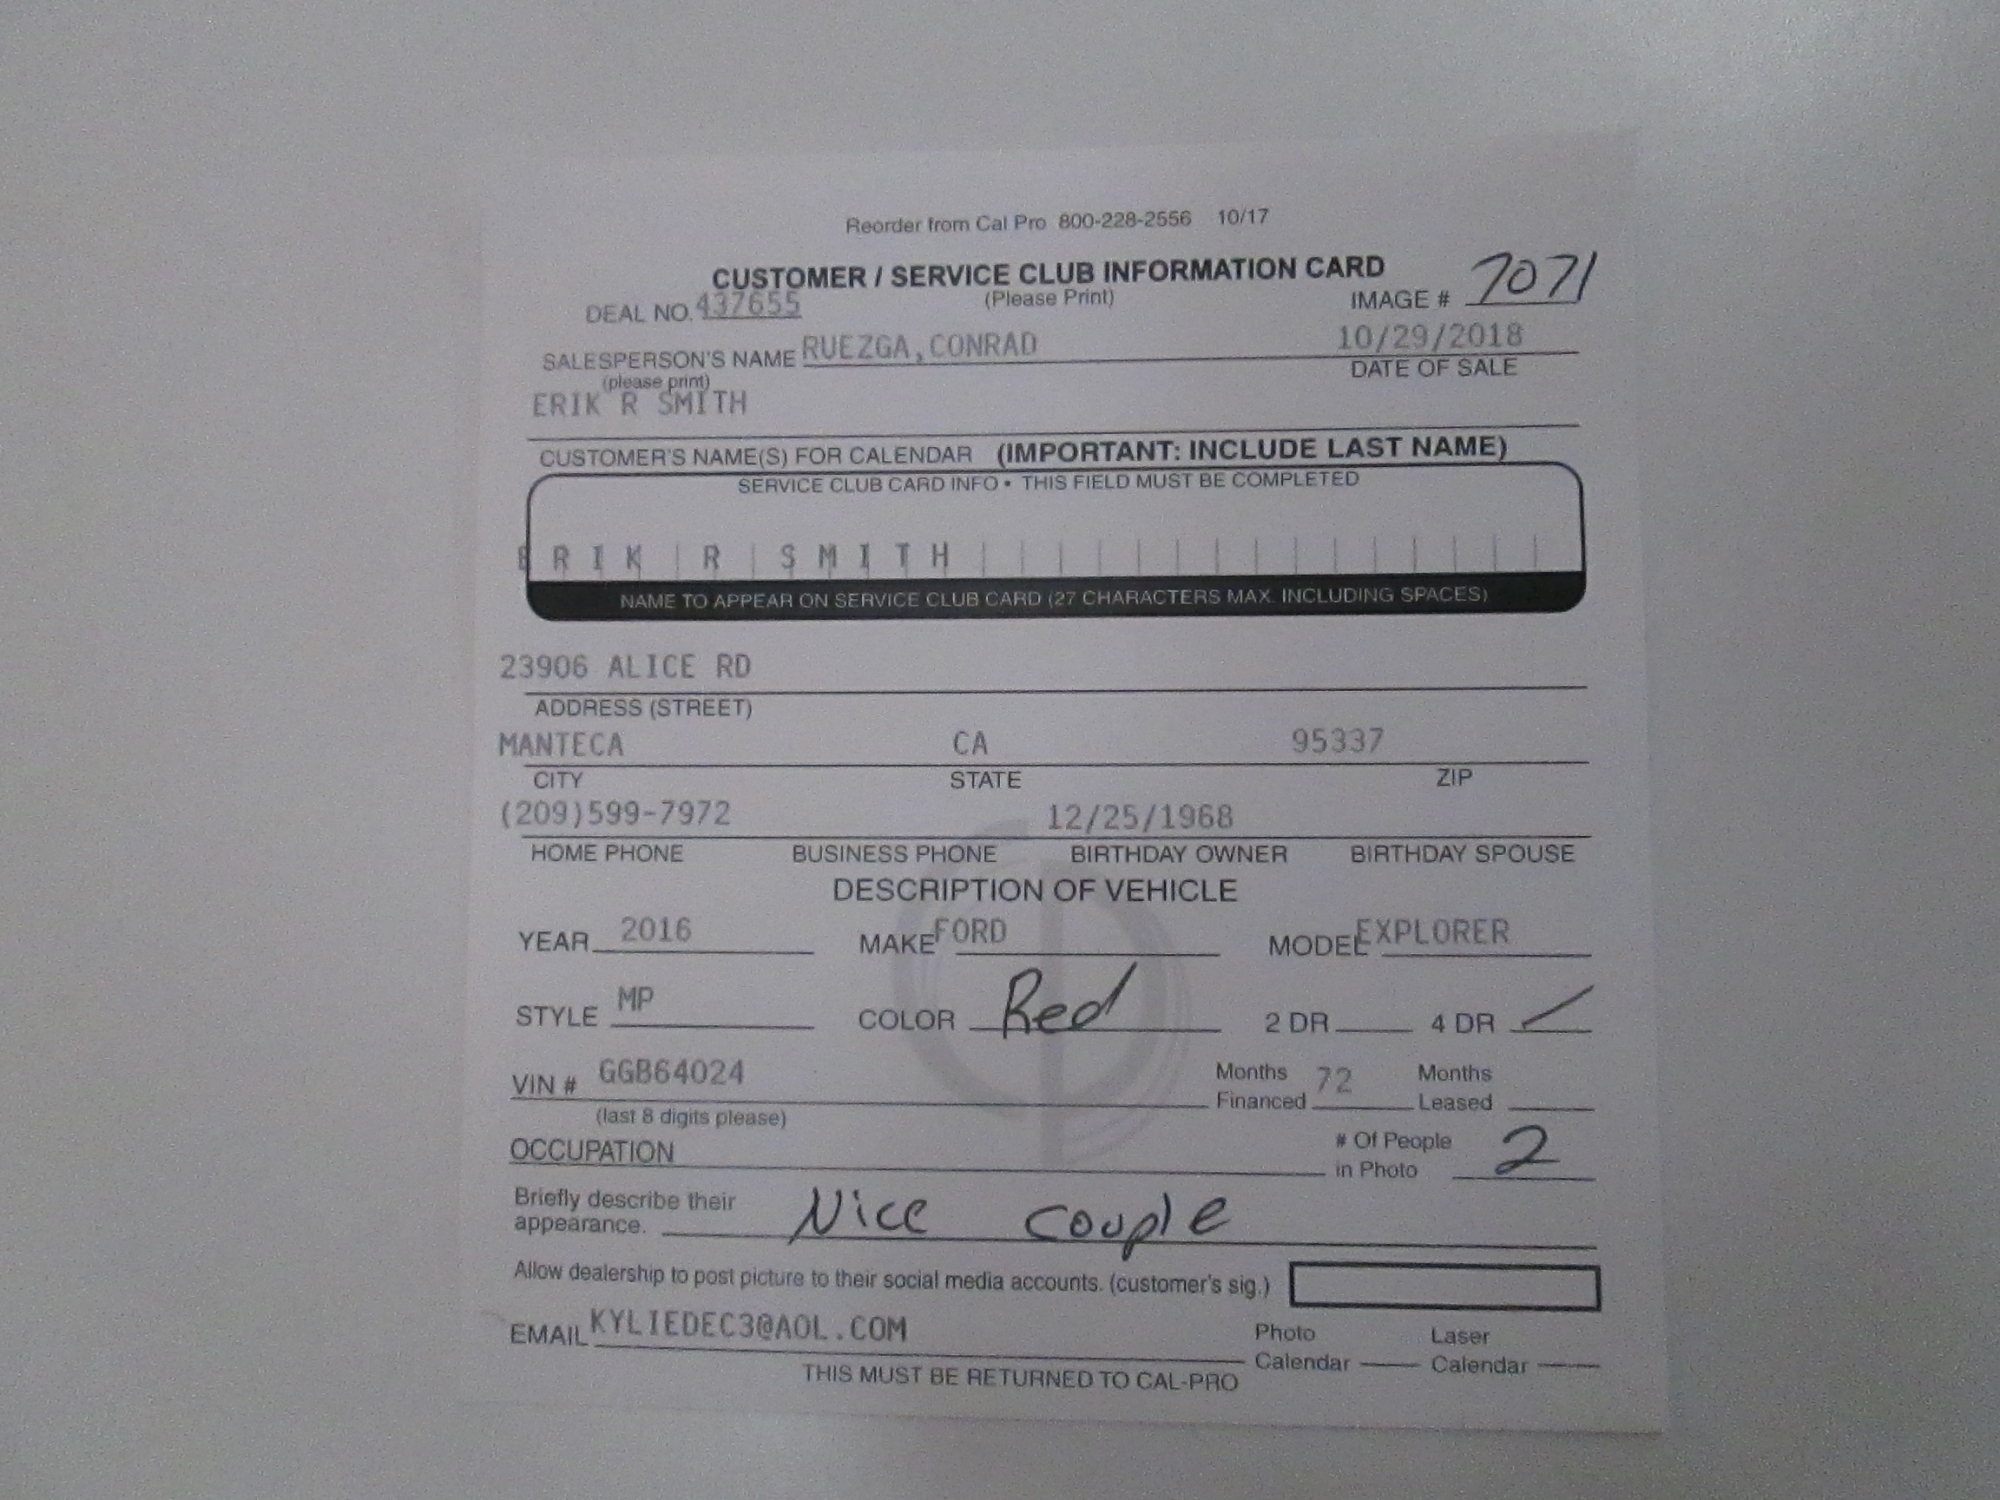 Reorder from Cal Pro 800-228-2556 10/17
CUSTOMER / SERVICE CLUB INFORMATION CARD
DEAL NO. 437655 (Please Print) IMAGE # 7071
SALESPERSON'S NAME RUEZGA,CONRAD 10/29/2018
(please print) DATE OF SALE
ERIK R SMITH
CUSTOMER'S NAME(S) FOR CALENDAR (IMPORTANT: INCLUDE LAST NAME)
SERVICE CLUB CARD INFO • THIS FIELD MUST BE COMPLETED
E R I K R S M I T H
NAME TO APPEAR ON SERVICE CLUB CARD (27 CHARACTERS MAX. INCLUDING SPACES)
23906 ALICE RD
ADDRESS (STREET)
MANTECA CA 95337
CITY STATE ZIP
(209)599-7972 12/25/1968
HOME PHONE BUSINESS PHONE BIRTHDAY OWNER BIRTHDAY SPOUSE
DESCRIPTION OF VEHICLE
YEAR 2016 MAKE FORD MODEL EXPLORER
STYLE MP COLOR Red 2 DR 4 DR ✓
VIN # GGB64024 Months Financed 72 Months Leased
(last 8 digits please)
OCCUPATION # Of People in Photo 2
Briefly describe their appearance. Nice couple
Allow dealership to post picture to their social media accounts. (customer's sig.)
EMAIL KYLIEDEC3@AOL.COM Photo Calendar Laser Calendar
THIS MUST BE RETURNED TO CAL-PRO